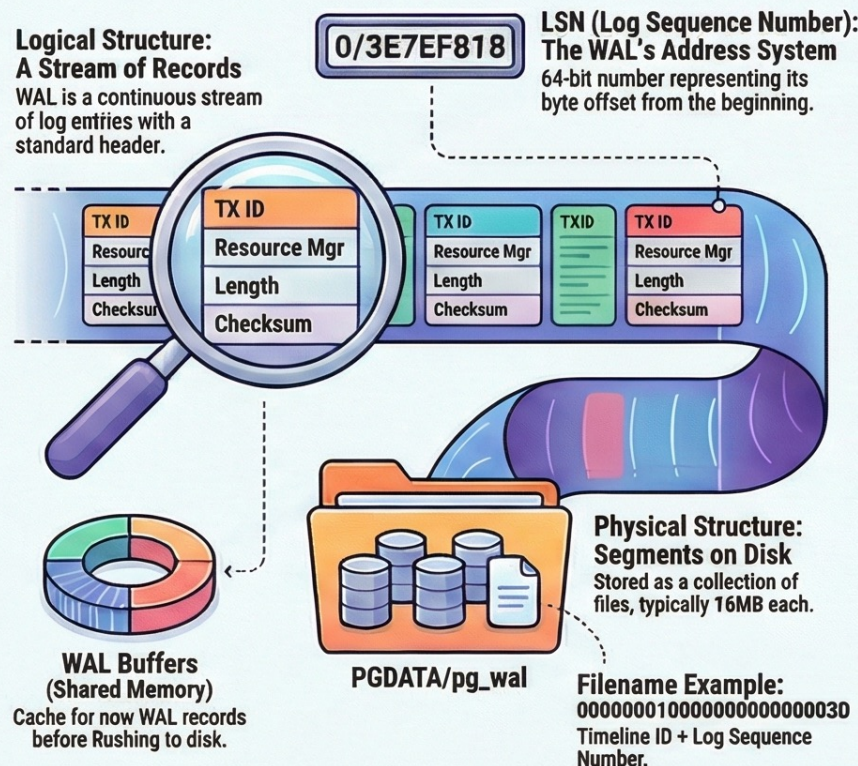 Logical Structure:
A Stream of Records
WAL is a continuous stream
of log entries with a
standard header.
0/3E7EF818
LSN (Log Sequence Number):
The WAL's Address System
64-bit number representing its
byte offset from the beginning.
TX ID
Resourc
Length
Checksur
TX ID
Resource Mgr
Length
Checksum
TX ID
Resource Mgr
Length
Checksum
TXID
TX ID
Resource Mgr
Length
Checksum
WAL Buffers
(Shared Memory)
Cache for now WAL records
before Rushing to disk.
PGDATA/pg_wal
Physical Structure:
Segments on Disk
Stored as a collection of
files, typically 16MB each.
Filename Example:
Timeline ID + Log Sequence
Number.